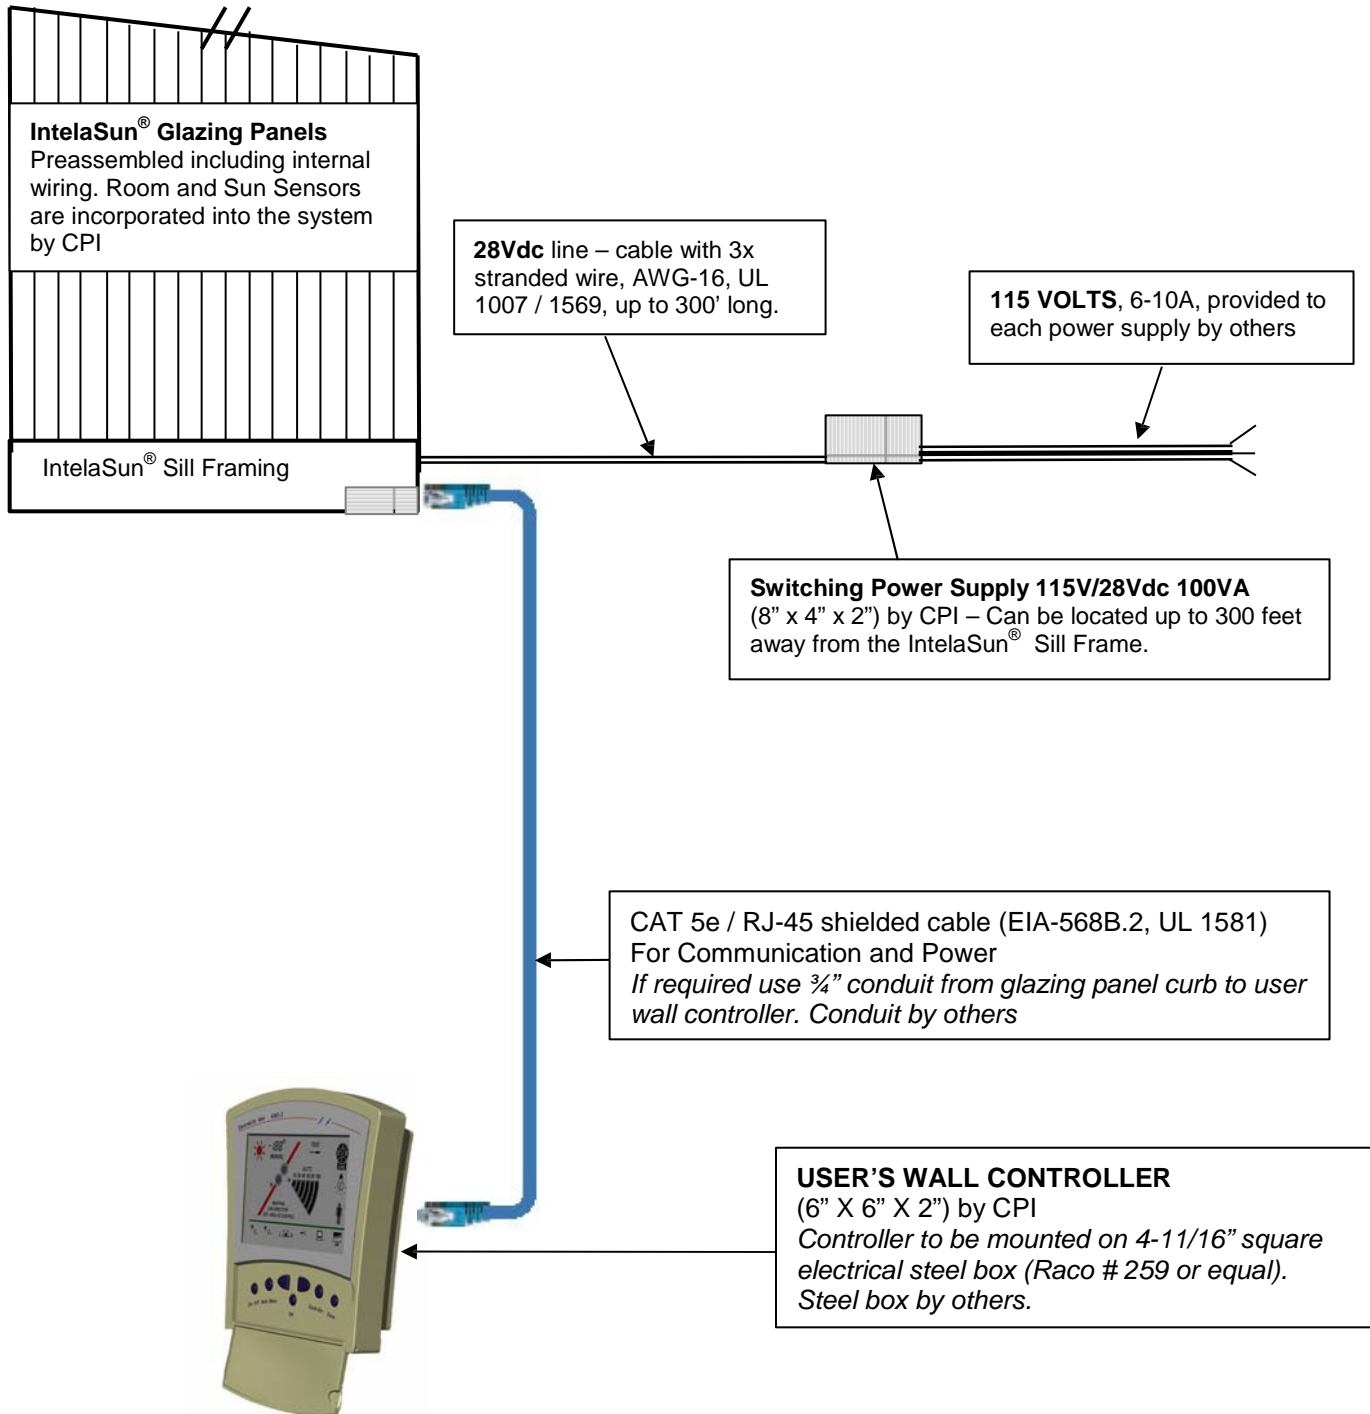 IntelaSun® Glazing Panels
Preassembled including internal
wiring. Room and Sun Sensors
are incorporated into the system
by CPI
28Vdc line – cable with 3x
stranded wire, AWG-16, UL
1007 / 1569, up to 300' long.
115 VOLTS, 6-10A, provided to
each power supply by others
IntelaSun® Sill Framing
Switching Power Supply 115V/28Vdc 100VA
(8” x 4” x 2”) by CPI – Can be located up to 300 feet
away from the IntelaSun® Sill Frame.
CAT 5e / RJ-45 shielded cable (EIA-568B.2, UL 1581)
For Communication and Power
If required use ¾” conduit from glazing panel curb to user
wall controller. Conduit by others
USER’S WALL CONTROLLER
(6” X 6” X 2”) by CPI
Controller to be mounted on 4-11/16” square
electrical steel box (Raco # 259 or equal).
Steel box by others.